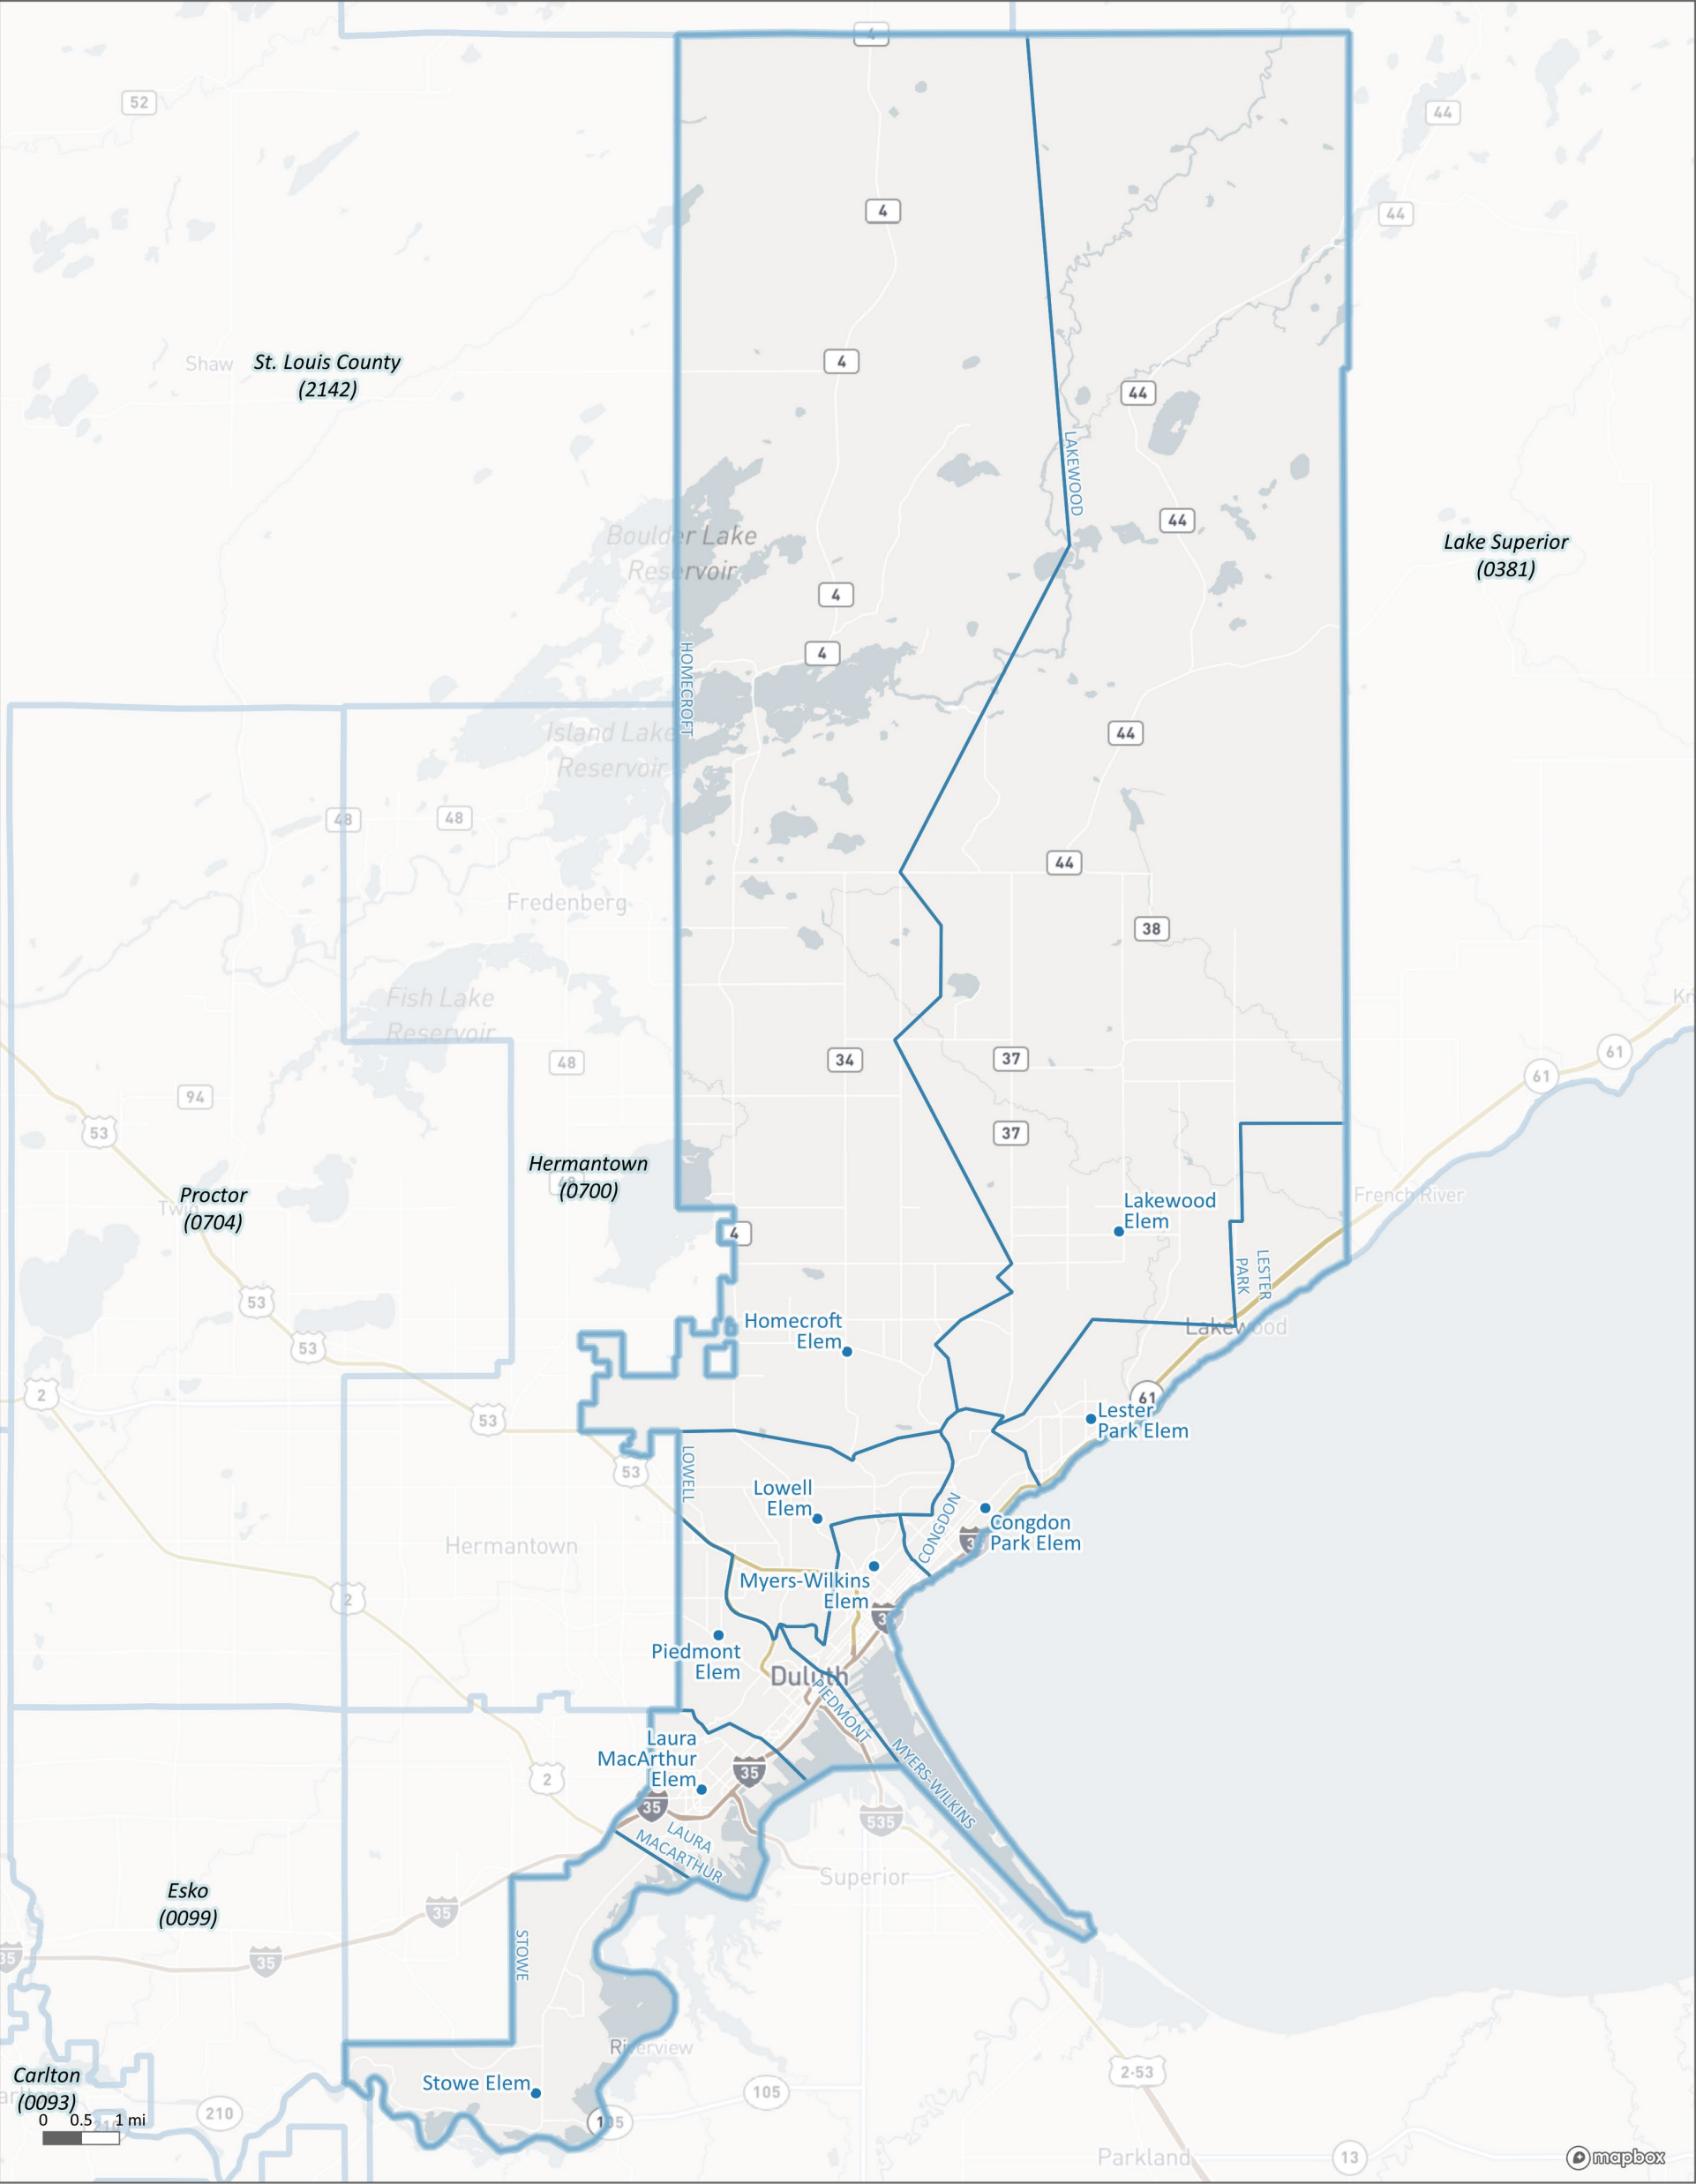 4
52
44
44
4
Shaw
St. Louis County
(2142)
4
44
LAKEWOOD
44
Lake Superior
(0381)
Boulder Lake
Reservoir
4
4
HOMECROFT
Island Lake
Reservoir
44
48
48
44
Fredenberg
38
Fish Lake
Reservoir
48
34
37
61
61
94
53
37
Hermantown
(0700)
Proctor
(0704)
French River
Lakewood
Elem
4
LESTER
PARK
53
Homecroft
Elem
Lakewood
53
2
53
61
Lester
Park Elem
53
LOWELL
Lowell
Elem
CONGDON
Congdon
Park Elem
Hermantown
Myers-Wilkins
Elem
2
Piedmont
Elem
Duluth
PIEDMONT
MYERS-WILKINS
Laura
MacArthur
Elem
35
2
35
535
LAURA
MACARTHUR
Superior
Esko
(0099)
35
35
35
STOWE
Riverview
Stowe Elem
Carlton
(0093)
2-53
105
105
210
0 0.5 1 mi
Parkland
13
mapbox